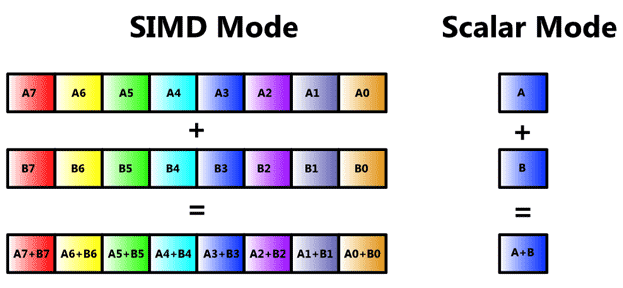 SIMD Mode Scalar Mode
A7 A6 A5 A4 A3 A2 A1 A0 A
+ +
B7 B6 B5 B4 B3 B2 B1 B0 B
= =
A7+B7 A6+B6 A5+B5 A4+B4 A3+B3 A2+B2 A1+B1 A0+B0 A+B